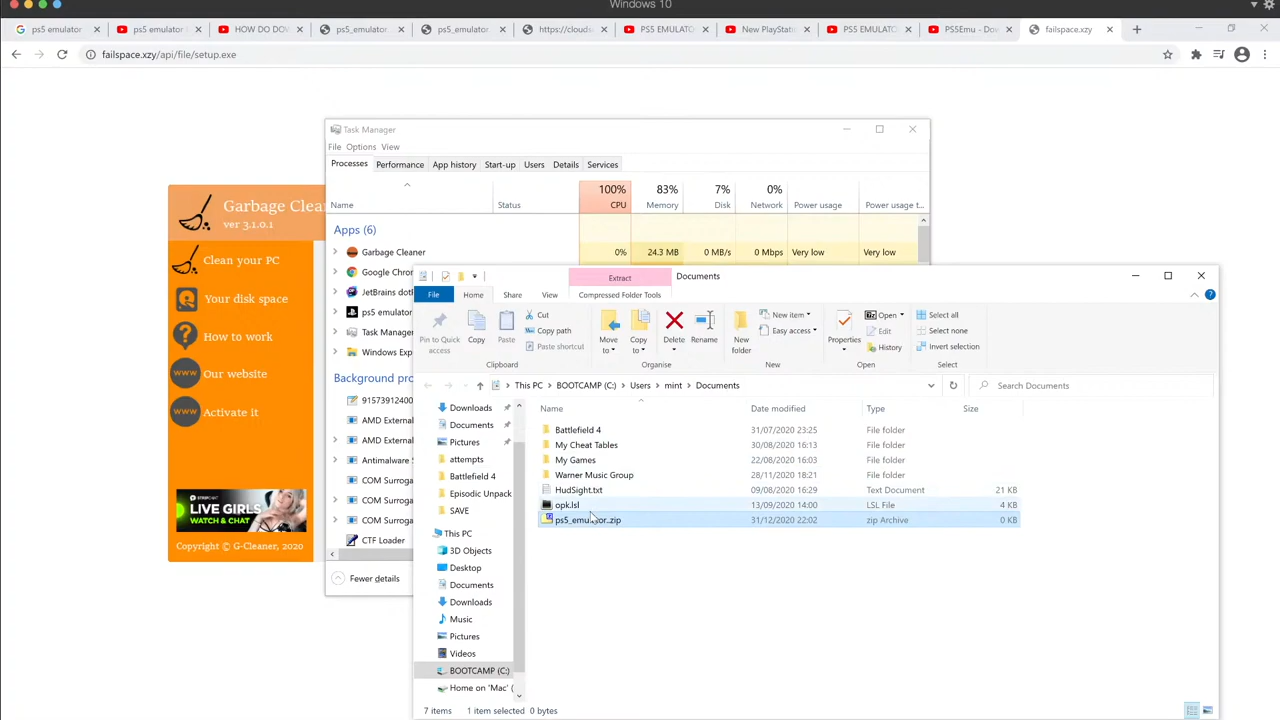 Windows 10
ps5 emulator
ps5 emulator
HOW DO DOW
ps5_emulator.
ps5_emulator.
https://clouds
PS5 EMULATO
New PlayStatio
PS5 EMULATO
PS5Emu - Dow
failspace.xzy
failspace.xzy/api/file/setup.exe
Task Manager
File Options View
Processes Performance App history Start-up Users Details Services
100% 83% 7% 0%
Name Status CPU Memory Disk Network Power usage Power usage t...
Apps (6)
Garbage Cleaner 0% 24.3 MB 0 MB/s 0 Mbps Very low Very low
Google Chro
JetBrains dotP
ps5 emulator
Task Manager
Windows Exp
Background pro
91573912400
AMD External
AMD External
Antimalware
COM Surroga
COM Surroga
COM Surroga
CTF Loader
Fewer details
Garbage Clea
ver 3.1.0.1
Clean your PC
Your disk space
How to work
www Our website
www Activate it
LIVE GIRLS
WATCH & CHAT
Copyright © G-Cleaner, 2020
Extract Documents
File Home Share View Compressed Folder Tools
Pin to Quick access
Copy
Paste
Cut
Copy path
Paste shortcut
Clipboard
Move to
Copy to
Delete
Rename
Organise
New folder
New item
Easy access
New
Properties
Open
Edit
History
Open
Select all
Select none
Invert selection
Select
This PC > BOOTCAMP (C:) > Users > mint > Documents
Search Documents
Downloads
Documents
Pictures
attempts
Battlefield 4
Episodic Unpack
SAVE
This PC
3D Objects
Desktop
Documents
Downloads
Music
Pictures
Videos
BOOTCAMP (C:)
Home on 'Mac' (
Name Date modified Type Size
Battlefield 4 31/07/2020 23:25 File folder
My Cheat Tables 30/08/2020 16:13 File folder
My Games 22/08/2020 16:03 File folder
Warner Music Group 28/11/2020 18:21 File folder
HudSight.txt 09/08/2020 16:29 Text Document 21 KB
opk.lsl 13/09/2020 14:00 LSL File 4 KB
ps5_emulator.zip 31/12/2020 22:02 zip Archive 0 KB
7 items 1 item selected 0 bytes